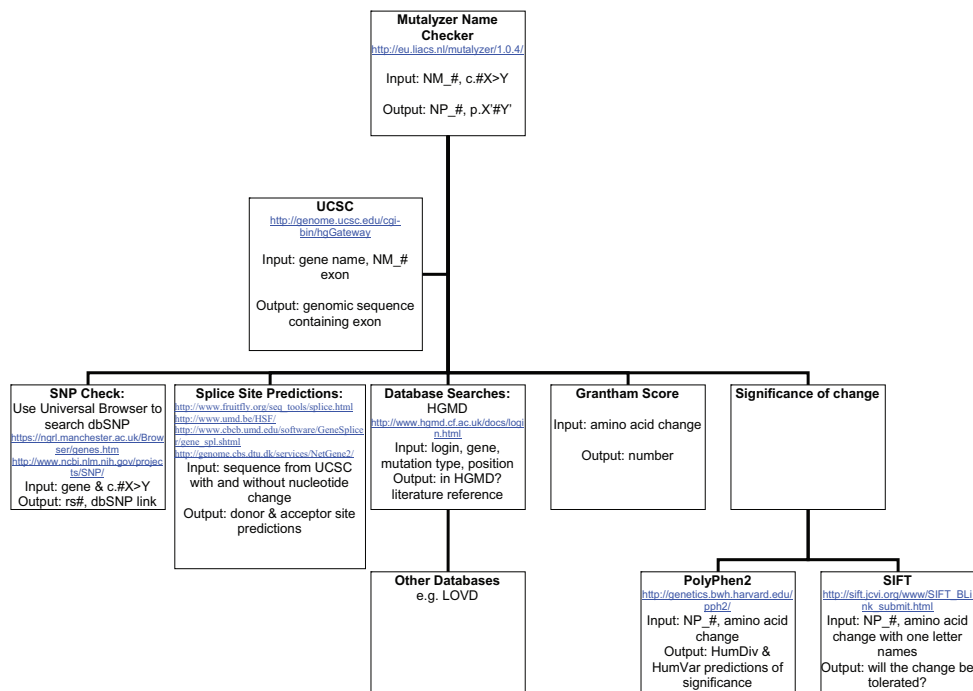 Mutalyzer Name
Checker
http://eu.liacs.nl/mutalyzer/1.0.4/
Input: NM_#, c.#X>Y
Output: NP_#, p.X'#Y'
UCSC
http://genome.ucsc.edu/cgi-
bin/hgGateway
Input: gene name, NM_#
exon
Output: genomic sequence
containing exon
SNP Check:
Use Universal Browser to
search dbSNP
https://ngrl.manchester.ac.uk/Brow
ser/genes.htm
http://www.ncbi.nlm.nih.gov/projec
ts/SNP/
Input: gene & c.#X>Y
Output: rs#, dbSNP link
Splice Site Predictions:
http://www.fruitfly.org/seq_tools/splice.html
http://www.umd.be/HSF/
http://www.cbcb.umd.edu/software/GeneSplice
r/gene_spl.shtml
http://genome.cbs.dtu.dk/services/NetGene2/
Input: sequence from UCSC
with and without nucleotide
change
Output: donor & acceptor site
predictions
Database Searches:
HGMD
http://www.hgmd.cf.ac.uk/docs/logi
n.html
Input: login, gene,
mutation type, position
Output: in HGMD?
literature reference
Grantham Score
Input: amino acid change
Output: number
Significance of change
Other Databases
e.g. LOVD
PolyPhen2
http://genetics.bwh.harvard.edu/
pph2/
Input: NP_#, amino acid
change
Output: HumDiv &
HumVar predictions of
significance
SIFT
http://sift.jcvi.org/www/SIFT_BLi
nk_submit.html
Input: NP_#, amino acid
change with one letter
names
Output: will the change be
tolerated?